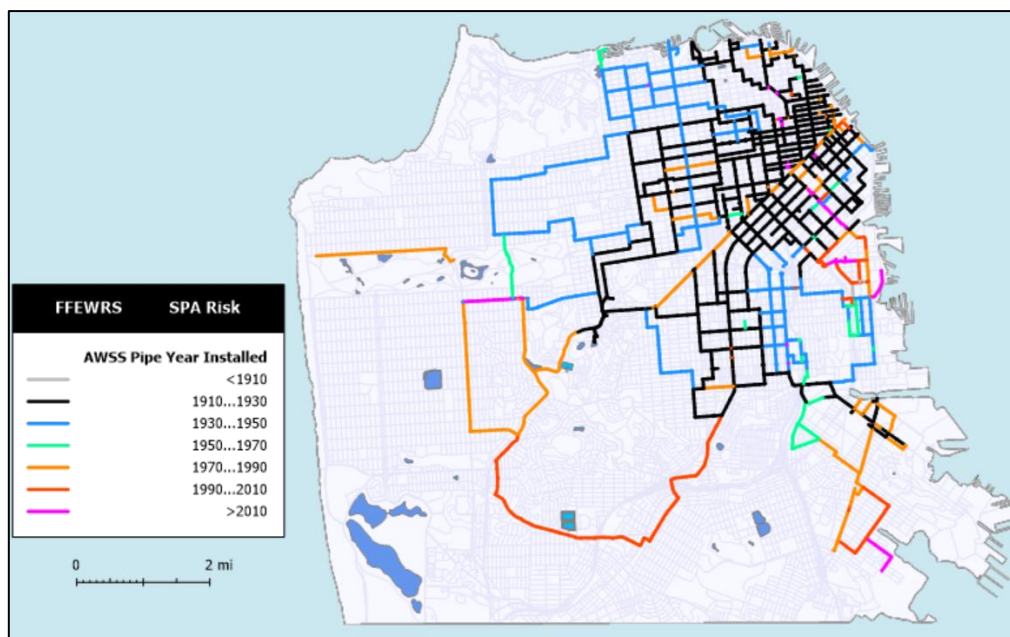 FFEWRS SPA Risk
AWSS Pipe Year Installed
<1910
1910...1930
1930...1950
1950...1970
1970...1990
1990...2010
>2010
0 2 mi